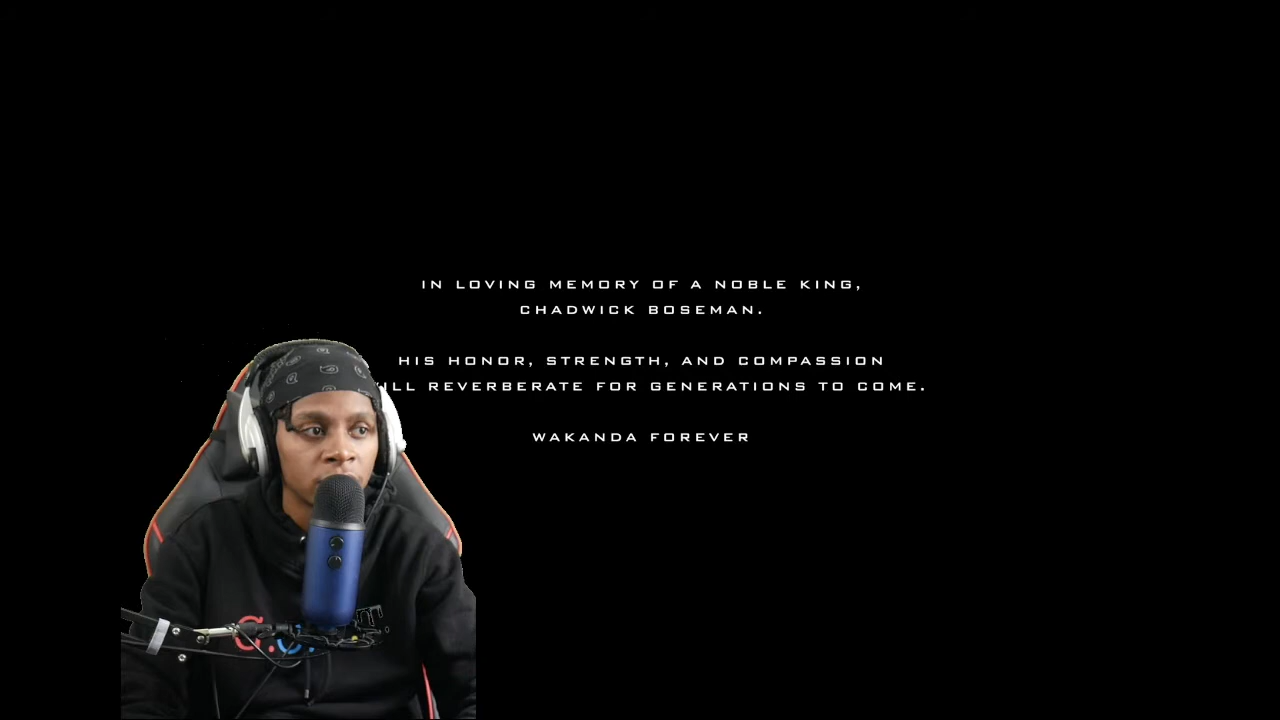 IN LOVING MEMORY OF A NOBLE KING,
CHADWICK BOSEMAN.
HIS HONOR, STRENGTH, AND COMPASSION
REVERBERATE FOR GENERATIONS TO COME.
WAKANDA FOREVER